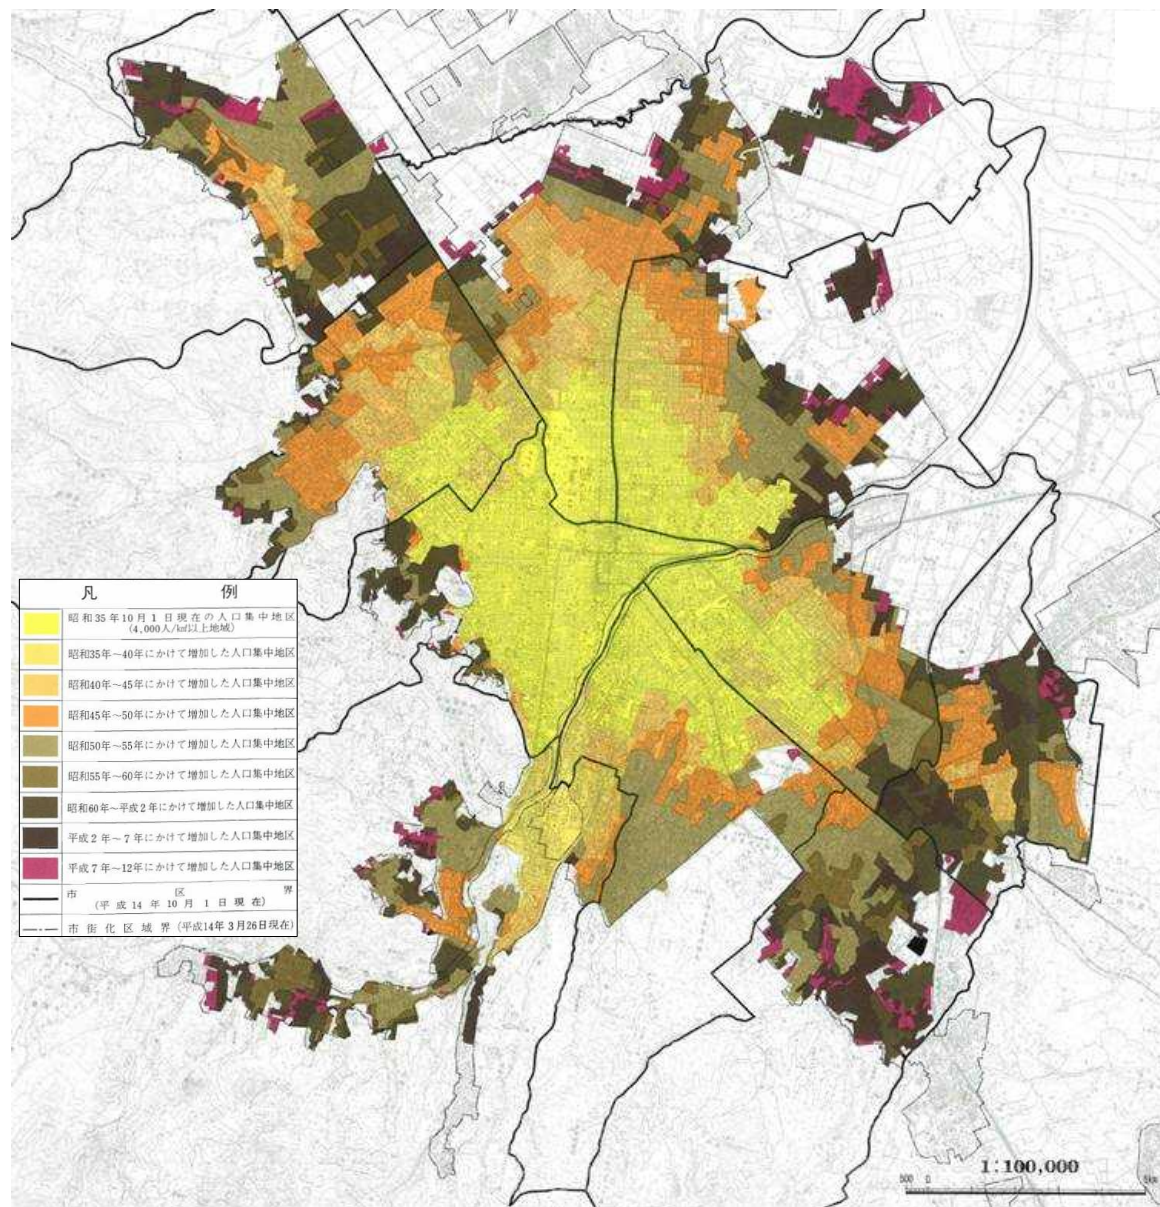 凡 例
昭和35年10月1日現在の人口集中地区
(4,000人/㎢以上地域)
昭和35年～40年にかけて増加した人口集中地区
昭和40年～45年にかけて増加した人口集中地区
昭和45年～50年にかけて増加した人口集中地区
昭和50年～55年にかけて増加した人口集中地区
昭和55年～60年にかけて増加した人口集中地区
昭和60年～平成2年にかけて増加した人口集中地区
平成2年～7年にかけて増加した人口集中地区
平成7年～12年にかけて増加した人口集中地区
市区界
(平成14年10月1日現在)
市街化区域界(平成14年3月26日現在)
1:100,000
500 0 5km